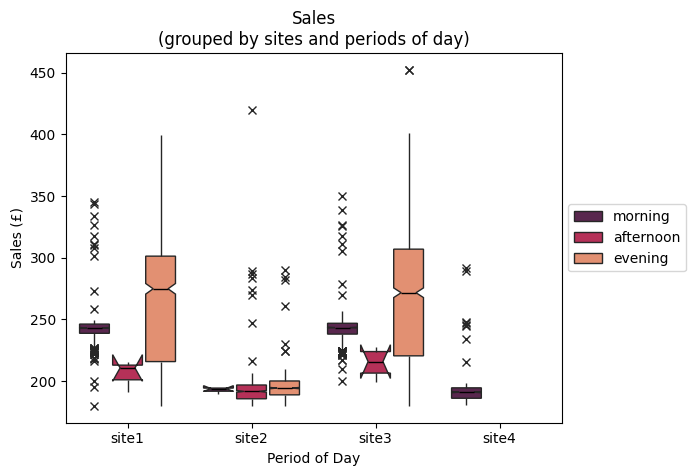 Sales
(grouped by sites and periods of day)
450
400
350
300
250
200
Sales (£)
site1 site2 site3 site4
Period of Day
morning
afternoon
evening